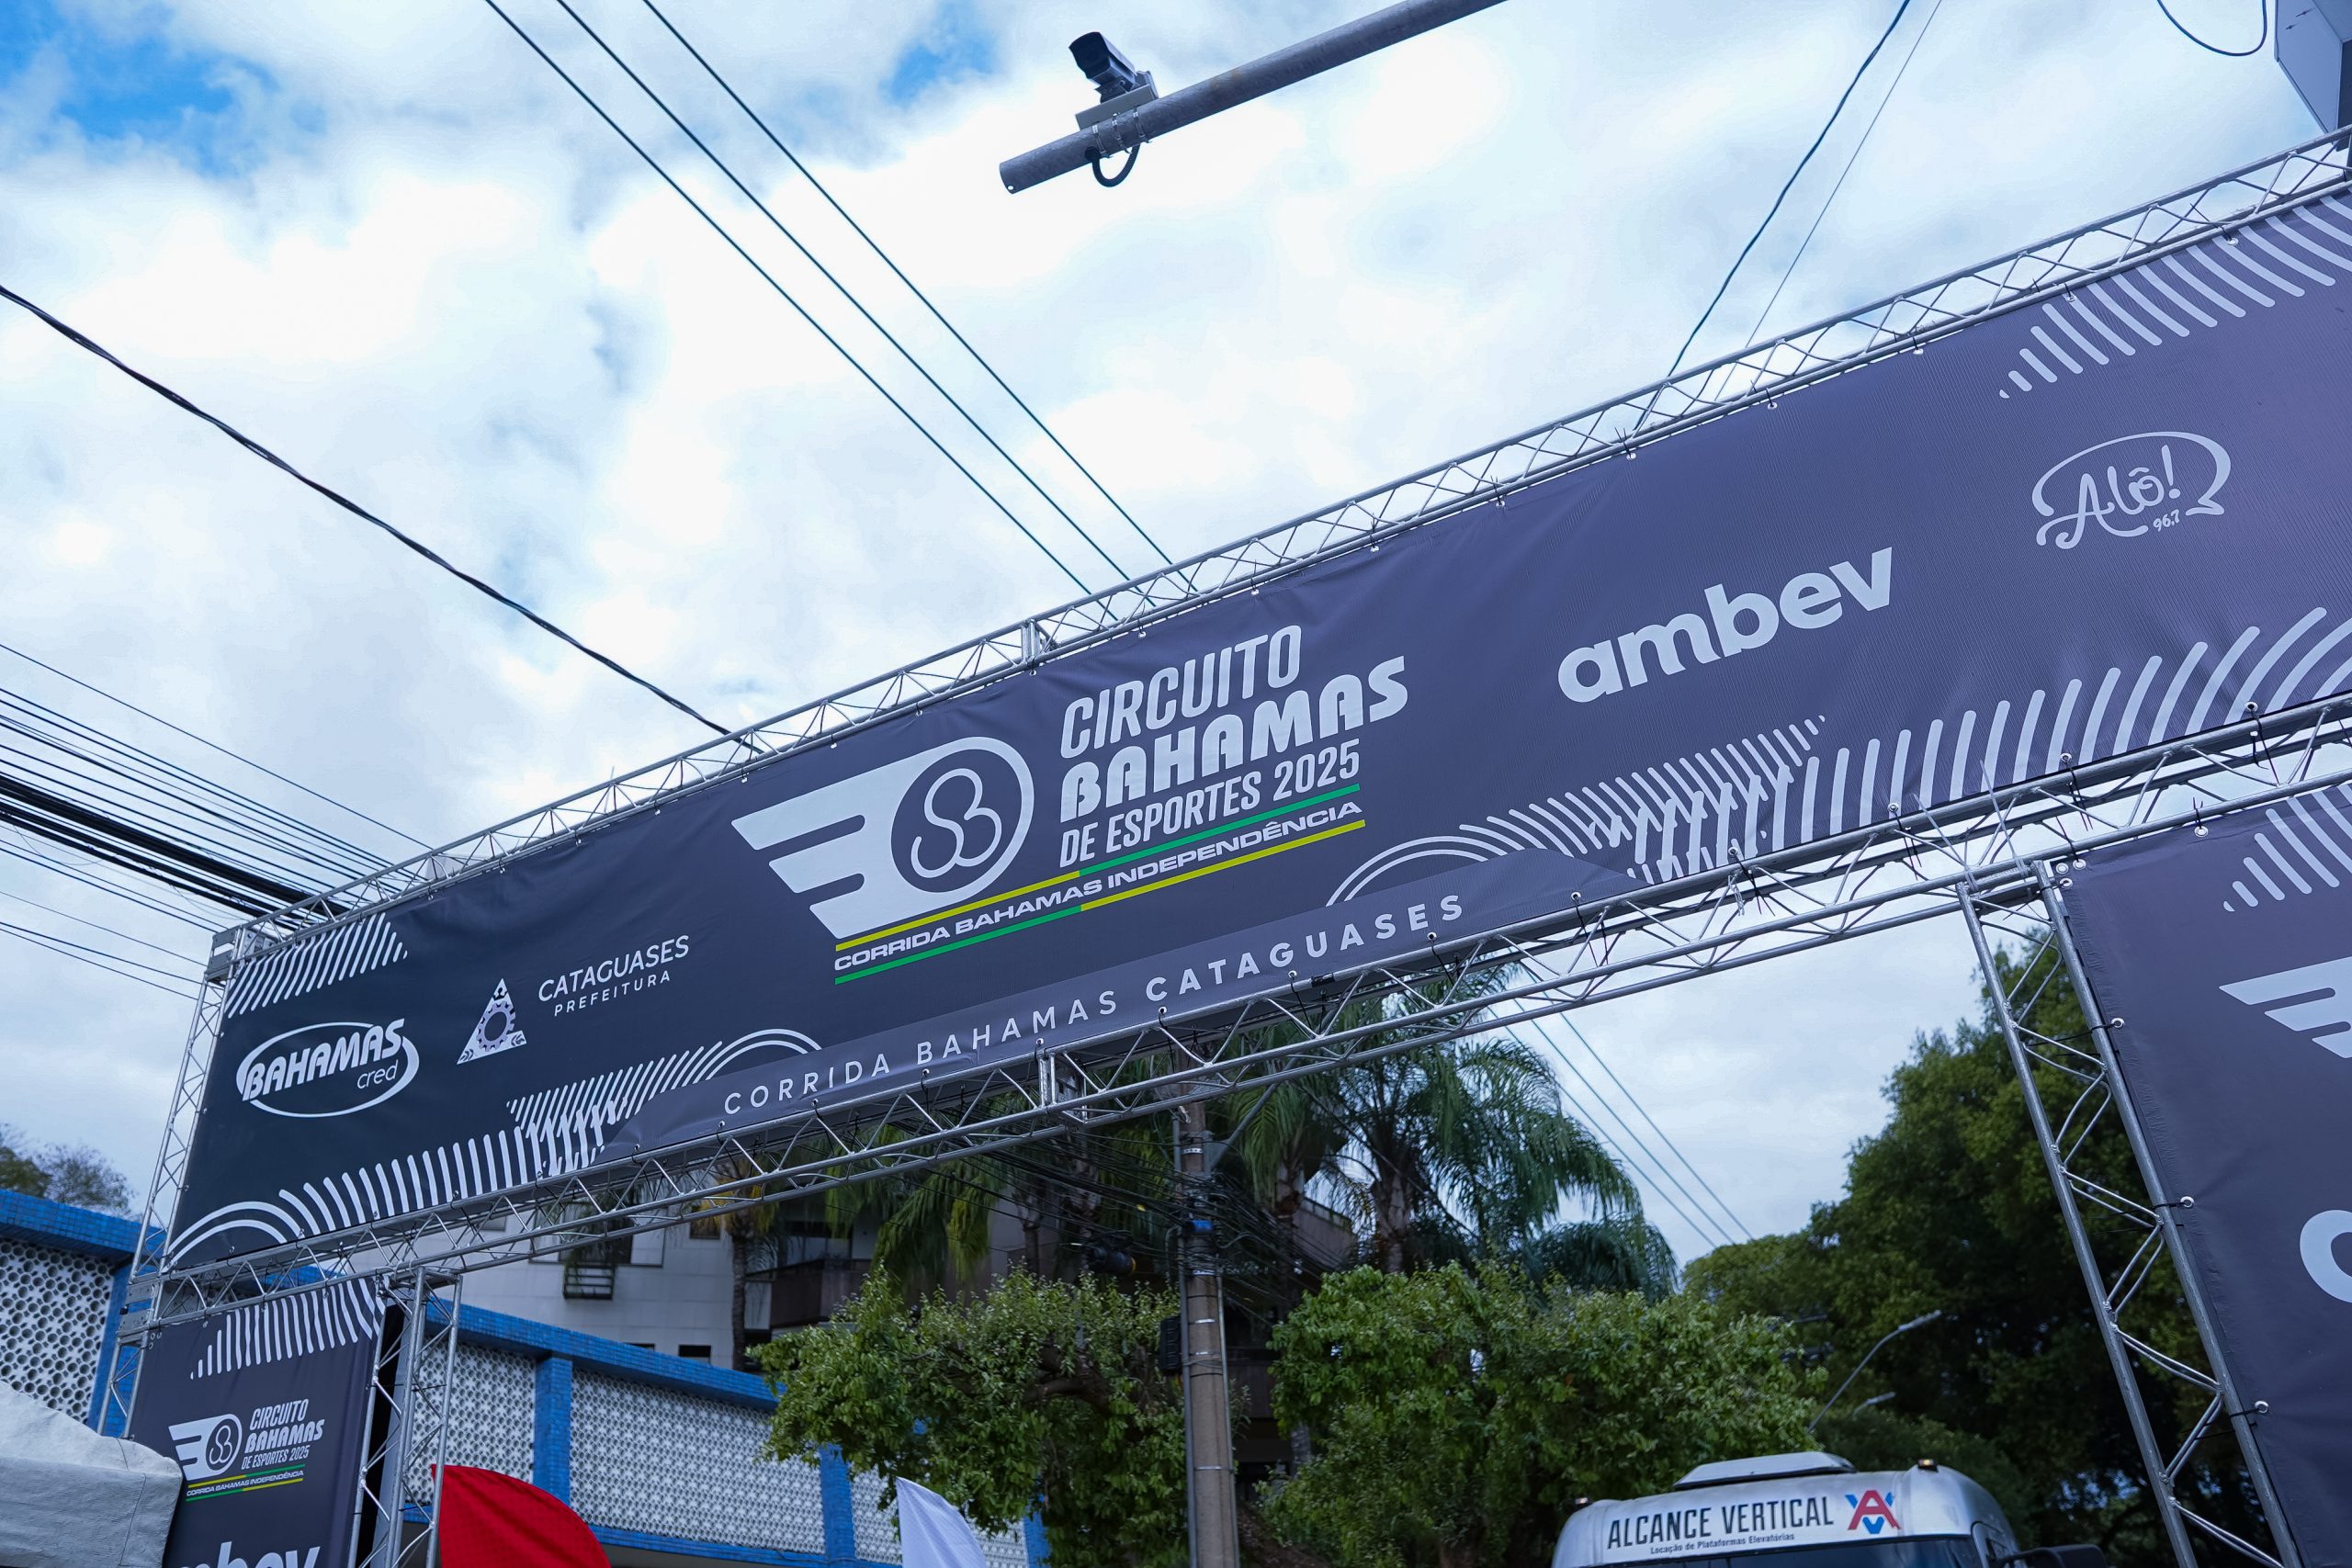 BAHAMAS
cred
CATAGUASES
PREFEITURA
CIRCUITO
BAHAMAS
DE ESPORTES 2025
CORRIDA BAHAMAS INDEPENDÊNCIA
CORRIDA BAHAMAS CATAGUASES
ambev
Alô!
96,7
CIRCUITO
BAHAMAS
DE ESPORTES 2025
CORRIDA BAHAMAS INDEPENDÊNCIA
ambev
ALCANCE VERTICAL
Locação de Plataformas Elevatórias